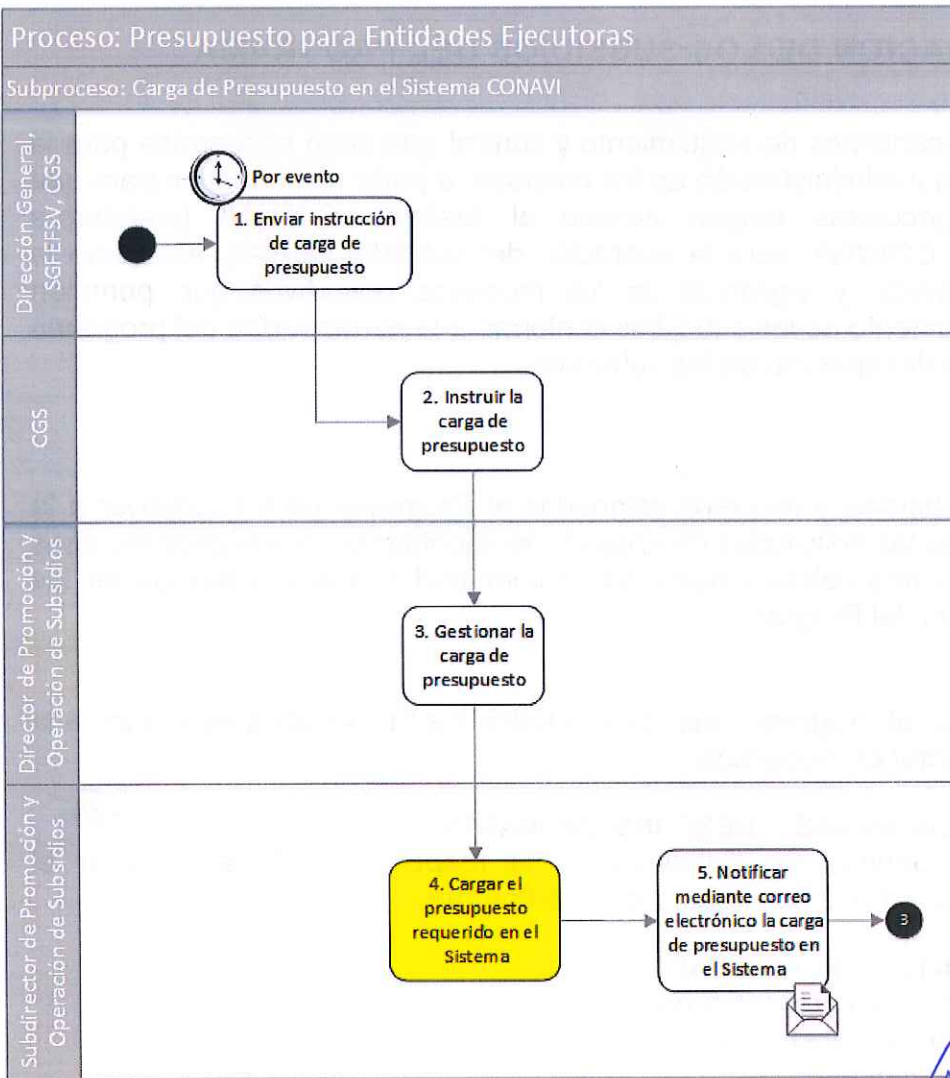 Proceso: Presupuesto para Entidades Ejecutoras
Subproceso: Carga de Presupuesto en el Sistema CONAVI
Dirección General,
SGFFFSV, CGS
Por evento
1. Enviar instrucción
de carga de
presupuesto
CGS
2. Instruir la
carga de
presupuesto
Director de Promoción y
Operación de Subsidios
3. Gestionar la
carga de
presupuesto
Subdirector de Promoción y
Operación de Subsidios
4. Cargar el
presupuesto
requerido en el
Sistema
5. Notificar
mediante correo
electrónico la carga
de presupuesto en
el Sistema
3